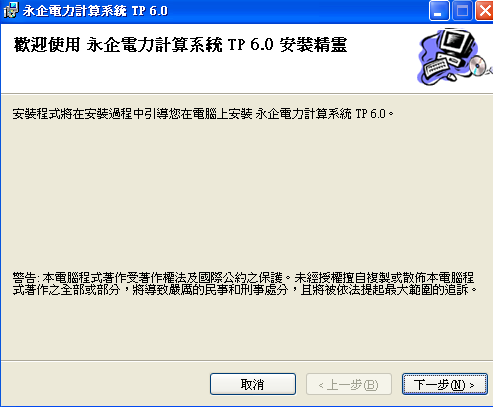 永企電力計算系統 TP 6.0
歡迎使用 永企電力計算系統 TP 6.0 安裝精靈
安裝程式將在安裝過程中引導您在電腦上安裝 永企電力計算系統 TP 6.0。
警告: 本電腦程式著作受著作權法及國際公約之保護。未經授權擅自複製或散佈本電腦程
式著作之全部或部分，將導致嚴厲的民事和刑事處分，且將被依法提起最大範圍的追訴。
取消
< 上一步(B)
下一步(N) >